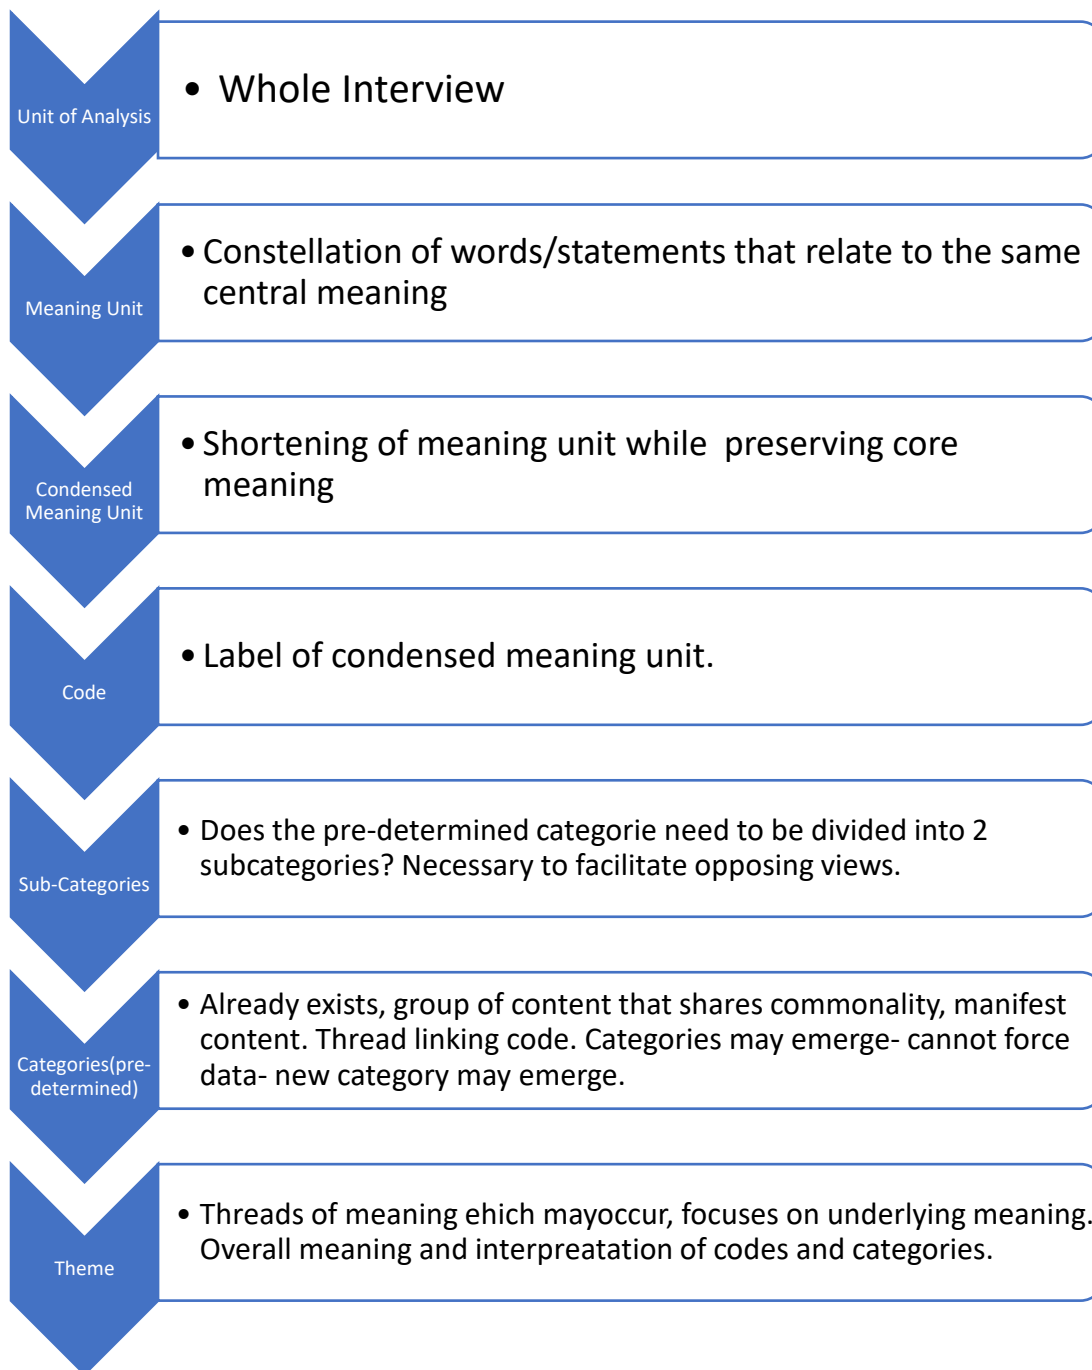 Unit of Analysis
• Whole Interview
Meaning Unit
• Constellation of words/statements that relate to the same
central meaning
Condensed
Meaning Unit
• Shortening of meaning unit while  preserving core
meaning
Code
• Label of condensed meaning unit.
Sub-Categories
• Does the pre-determined categorie need to be divided into 2
subcategories? Necessary to facilitate opposing views.
Categories(pre-
determined)
• Already exists, group of content that shares commonality, manifest
content. Thread linking code. Categories may emerge- cannot force
data- new category may emerge.
Theme
• Threads of meaning ehich mayoccur, focuses on underlying meaning.
Overall meaning and interpreatation of codes and categories.